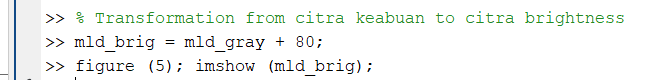 >> % Transformation from citra keabuan to citra brightness
>> mld_brig = mld_gray + 80;
>> figure (5); imshow (mld_brig);